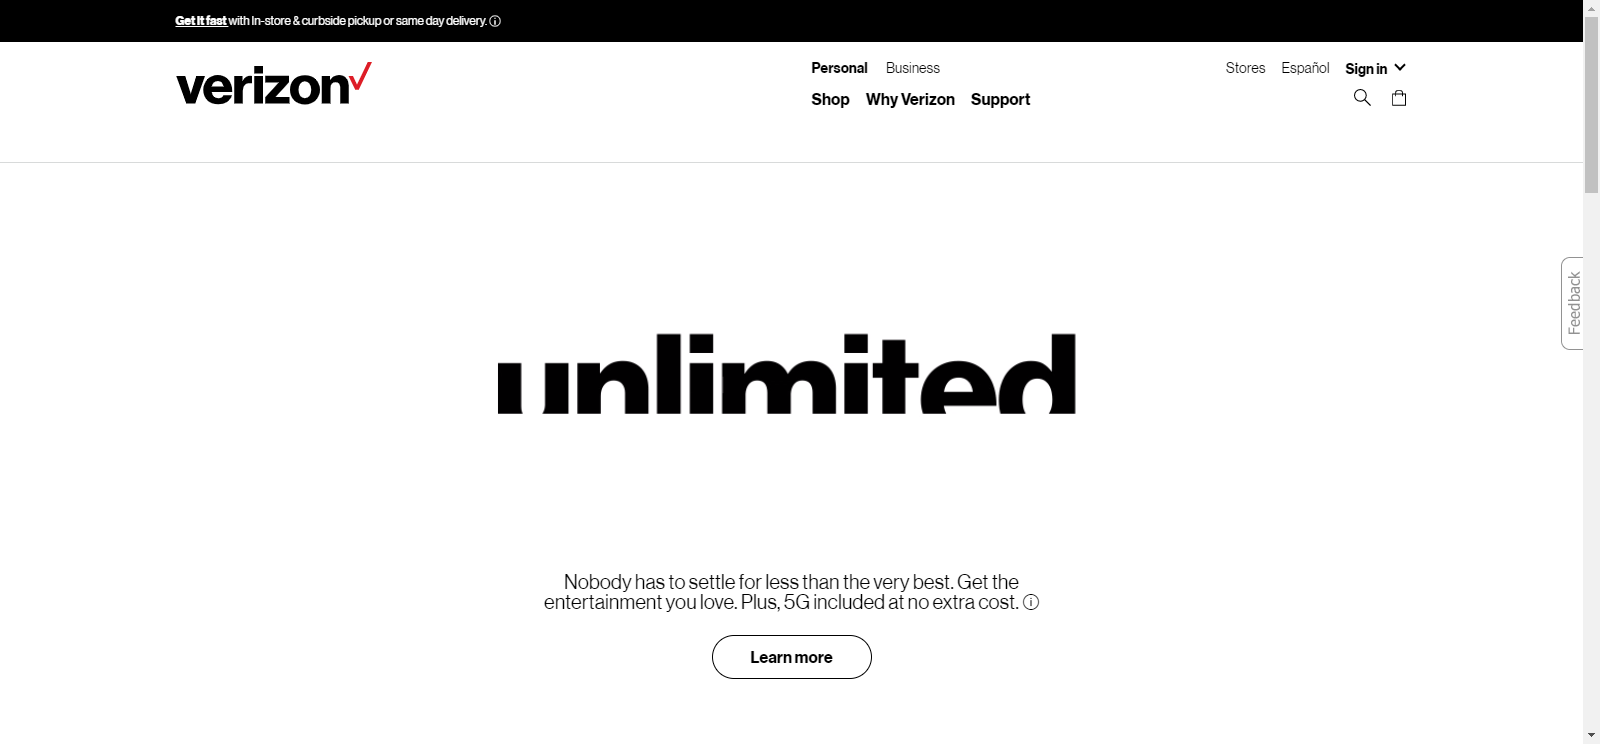 Get it fast with In-store & curbside pickup or same day delivery. ⓘ
verizon
Personal Business
Stores Español Sign in
Shop Why Verizon Support
Feedback
unlimited
Nobody has to settle for less than the very best. Get the
entertainment you love. Plus, 5G included at no extra cost. ⓘ
Learn more